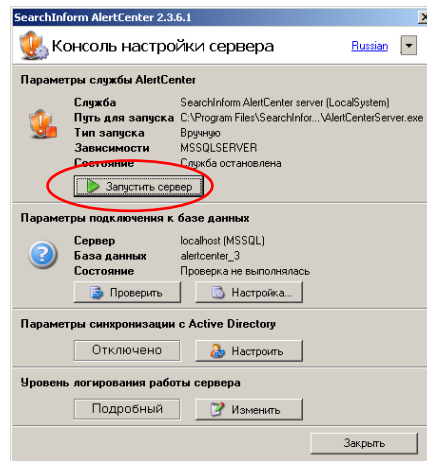 SearchInform AlertCenter 2.3.6.1
Консоль настройки сервера Russian
Параметры службы AlertCenter
Служба SearchInform AlertCenter server (LocalSystem)
Путь для запуска C:\Program Files\SearchInfor...\AlertCenterServer.exe
Тип запуска Вручную
Зависимости MSSQLSERVER
Состояние Служба остановлена
Запустить сервер
Параметры подключения к базе данных
Сервер localhost (MSSQL)
База данных alertcenter_3
Состояние Проверка не выполнялась
Проверить Настройка...
Параметры синхронизации с Active Directory
Отключено Настроить
Уровень логирования работы сервера
Подробный Изменить
Закрыть